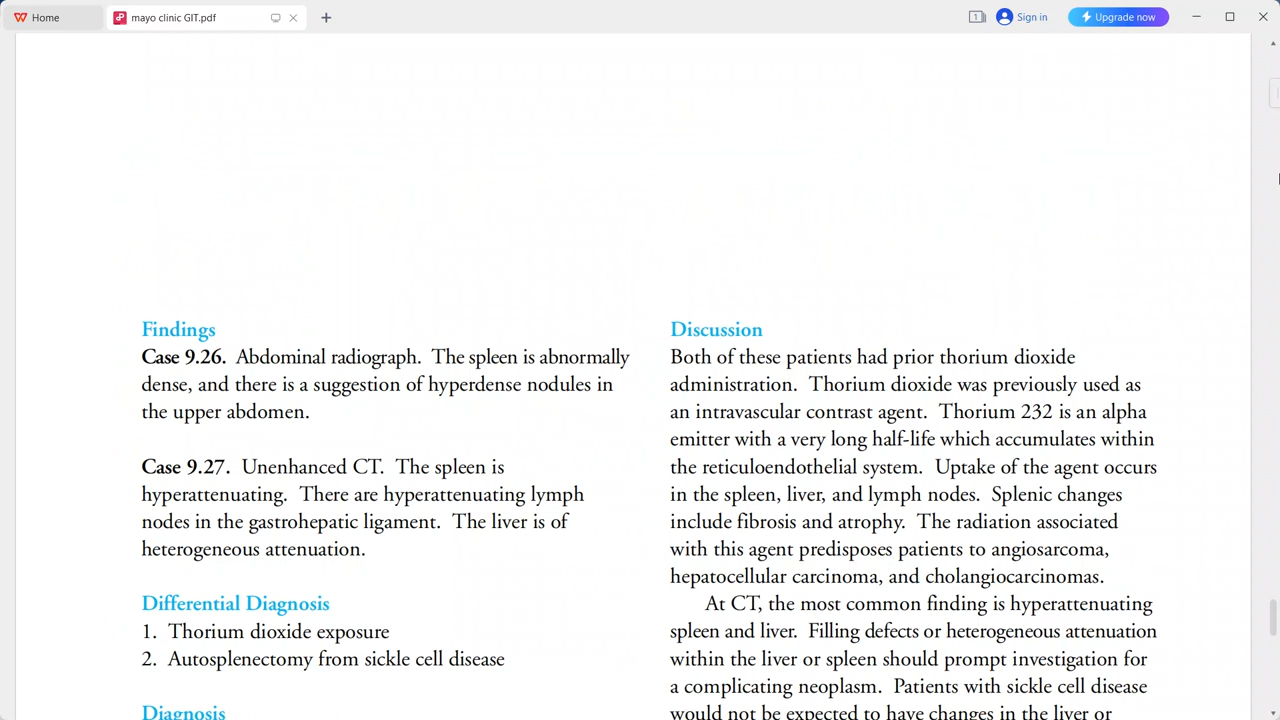 Home
mayo clinic GIT.pdf
1
Sign in
Upgrade now
Findings
Case 9.26. Abdominal radiograph. The spleen is abnormally
dense, and there is a suggestion of hyperdense nodules in
the upper abdomen.
Case 9.27. Unenhanced CT. The spleen is
hyperattenuating. There are hyperattenuating lymph
nodes in the gastrohepatic ligament. The liver is of
heterogeneous attenuation.
Differential Diagnosis
1. Thorium dioxide exposure
2. Autosplenectomy from sickle cell disease
Diagnosis
Discussion
Both of these patients had prior thorium dioxide
administration. Thorium dioxide was previously used as
an intravascular contrast agent. Thorium 232 is an alpha
emitter with a very long half-life which accumulates within
the reticuloendothelial system. Uptake of the agent occurs
in the spleen, liver, and lymph nodes. Splenic changes
include fibrosis and atrophy. The radiation associated
with this agent predisposes patients to angiosarcoma,
hepatocellular carcinoma, and cholangiocarcinomas.
At CT, the most common finding is hyperattenuating
spleen and liver. Filling defects or heterogeneous attenuation
within the liver or spleen should prompt investigation for
a complicating neoplasm. Patients with sickle cell disease
would not be expected to have changes in the liver or